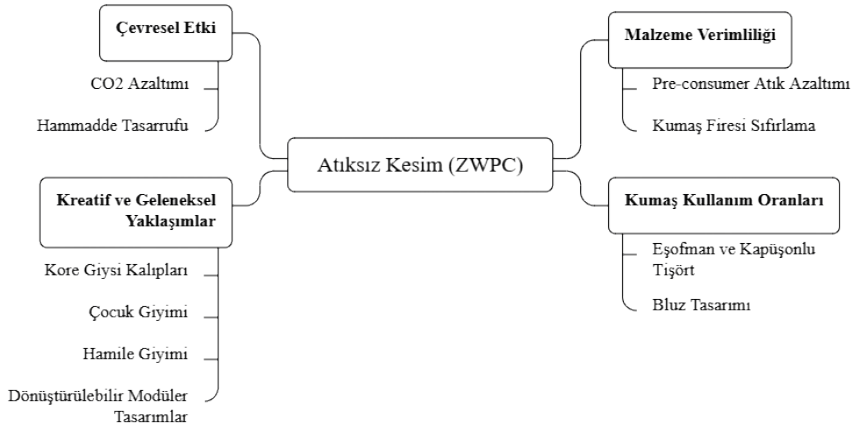 Çevresel Etki
CO2 Azaltımı
Hammadde Tasarrufu
Kreatif ve Geleneksel
Yaklaşımlar
Kore Giysi Kalıpları
Çocuk Giyimi
Hamile Giyimi
Dönüştürülebilir Modüler
Tasarımlar
Atıksız Kesim (ZWPC)
Malzeme Verimliliği
Pre-consumer Atık Azaltımı
Kumaş Firesi Sıfırlama
Kumaş Kullanım Oranları
Eşofman ve Kapüşonlu
Tişört
Bluz Tasarımı